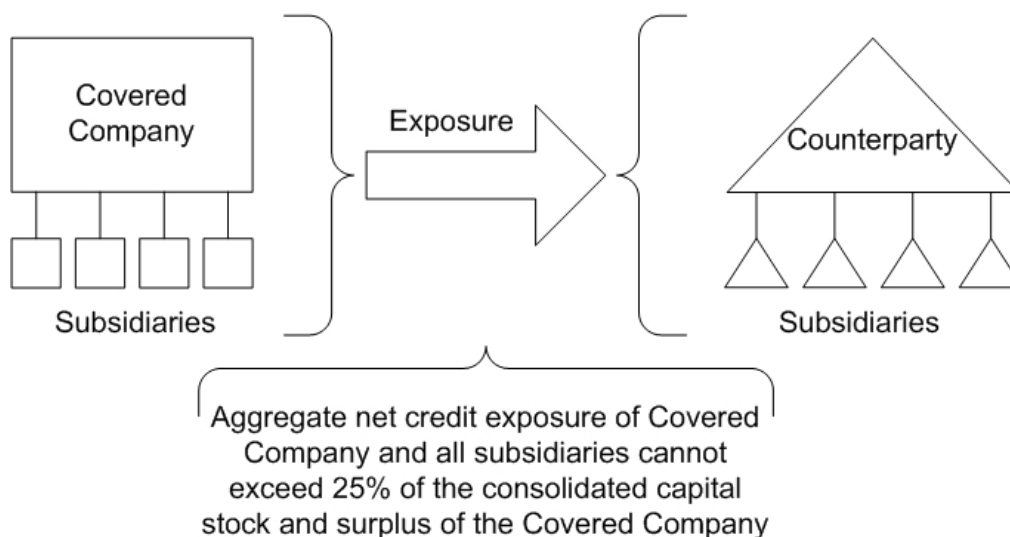 Covered
Company
Exposure
Counterparty
Subsidiaries
Subsidiaries
Aggregate net credit exposure of Covered
Company and all subsidiaries cannot
exceed 25% of the consolidated capital
stock and surplus of the Covered Company